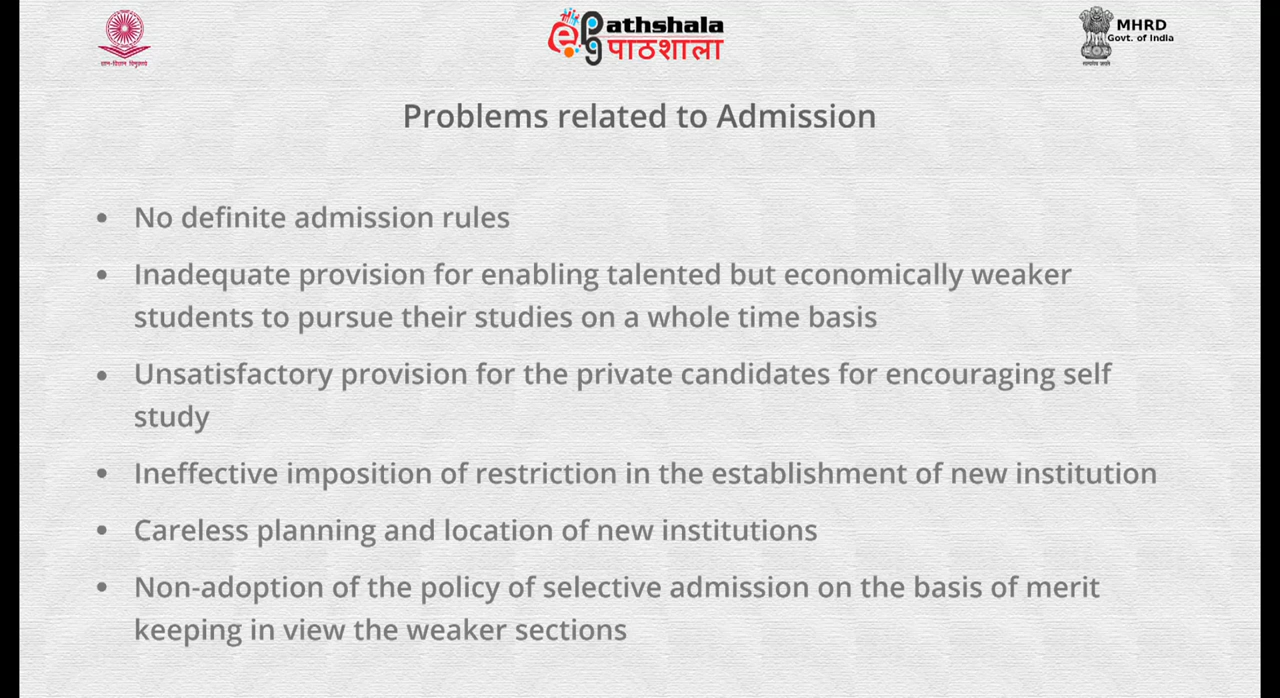 ज्ञान-विज्ञान विमुक्तये
ePathshala
पाठशाला
MHRD
Govt. of India
सत्यमेव जयते
Problems related to Admission
• No definite admission rules
• Inadequate provision for enabling talented but economically weaker
students to pursue their studies on a whole time basis
• Unsatisfactory provision for the private candidates for encouraging self
study
• Ineffective imposition of restriction in the establishment of new institution
• Careless planning and location of new institutions
• Non-adoption of the policy of selective admission on the basis of merit
keeping in view the weaker sections